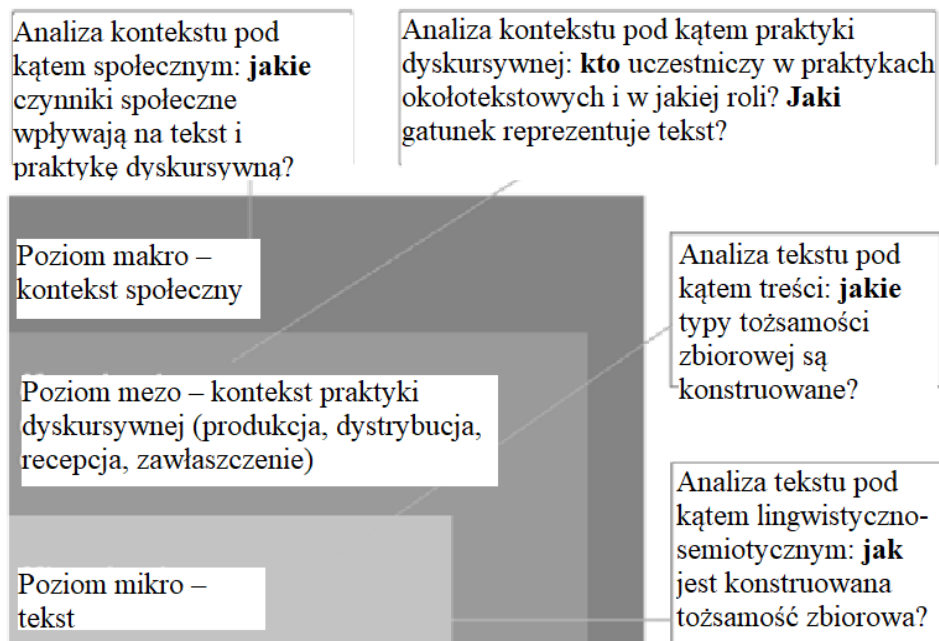 Analiza kontekstu pod
kątem społecznym: jakie
czynniki społeczne
wpływają na tekst i
praktykę dyskursywną?
Analiza kontekstu pod kątem praktyki
dyskursywnej: kto uczestniczy w praktykach
okołotekstowych i w jakiej roli? Jaki
gatunek reprezentuje tekst?
Poziom makro –
kontekst społeczny
Analiza tekstu pod
kątem treści: jakie
typy tożsamości
zbiorowej są
konstruowane?
Poziom mezo – kontekst praktyki
dyskursywnej (produkcja, dystrybucja,
recepcja, zawłaszczenie)
Analiza tekstu pod
kątem lingwistyczno-
semiotycznym: jak
jest konstruowana
tożsamość zbiorowa?
Poziom mikro –
tekst